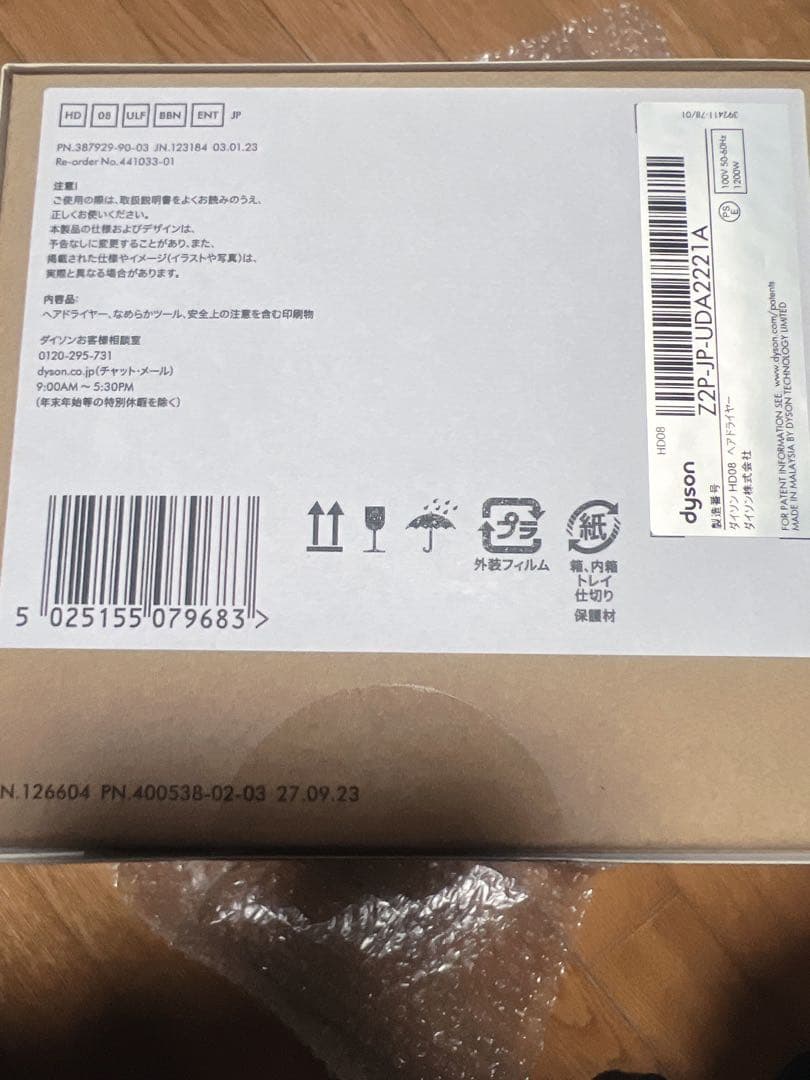 HD 08 ULF BBN ENT JP
PN.387929-90-03 JN.123184 03.01.23
Re-order No.441033-01
注意!
ご使用の際は、取扱説明書をよくお読みのうえ、
正しくお使いください。
本製品の仕様およびデザインは、
予告なしに変更することがあり、また、
掲載された仕様やイメージ(イラストや写真)は、
実際と異なる場合があります。
内容品:
ヘアドライヤー、なめらかツール、安全上の注意を含む印刷物
ダイソンお客様相談室
0120-295-731
dyson.co.jp(チャット・メール)
9:00AM～5:30PM
(年末年始等の特別休暇を除く)
5 025155 079683 >
プラ
外装フィルム
紙
箱、内箱
トレイ
仕切り
保護材
HD08
Z2P-JP-UDA2221A
dyson
製造番号
ダイソン HD08 ヘアドライヤー
ダイソン株式会社
PS
E
100V 50-60Hz
1200W
392411-78/01
FOR PATENT INFORMATION SEE www.dyson.com/patents
MADE IN MALAYSIA BY DYSON TECHNOLOGY LIMITED
N.126604 PN.400538-02-03 27.09.23